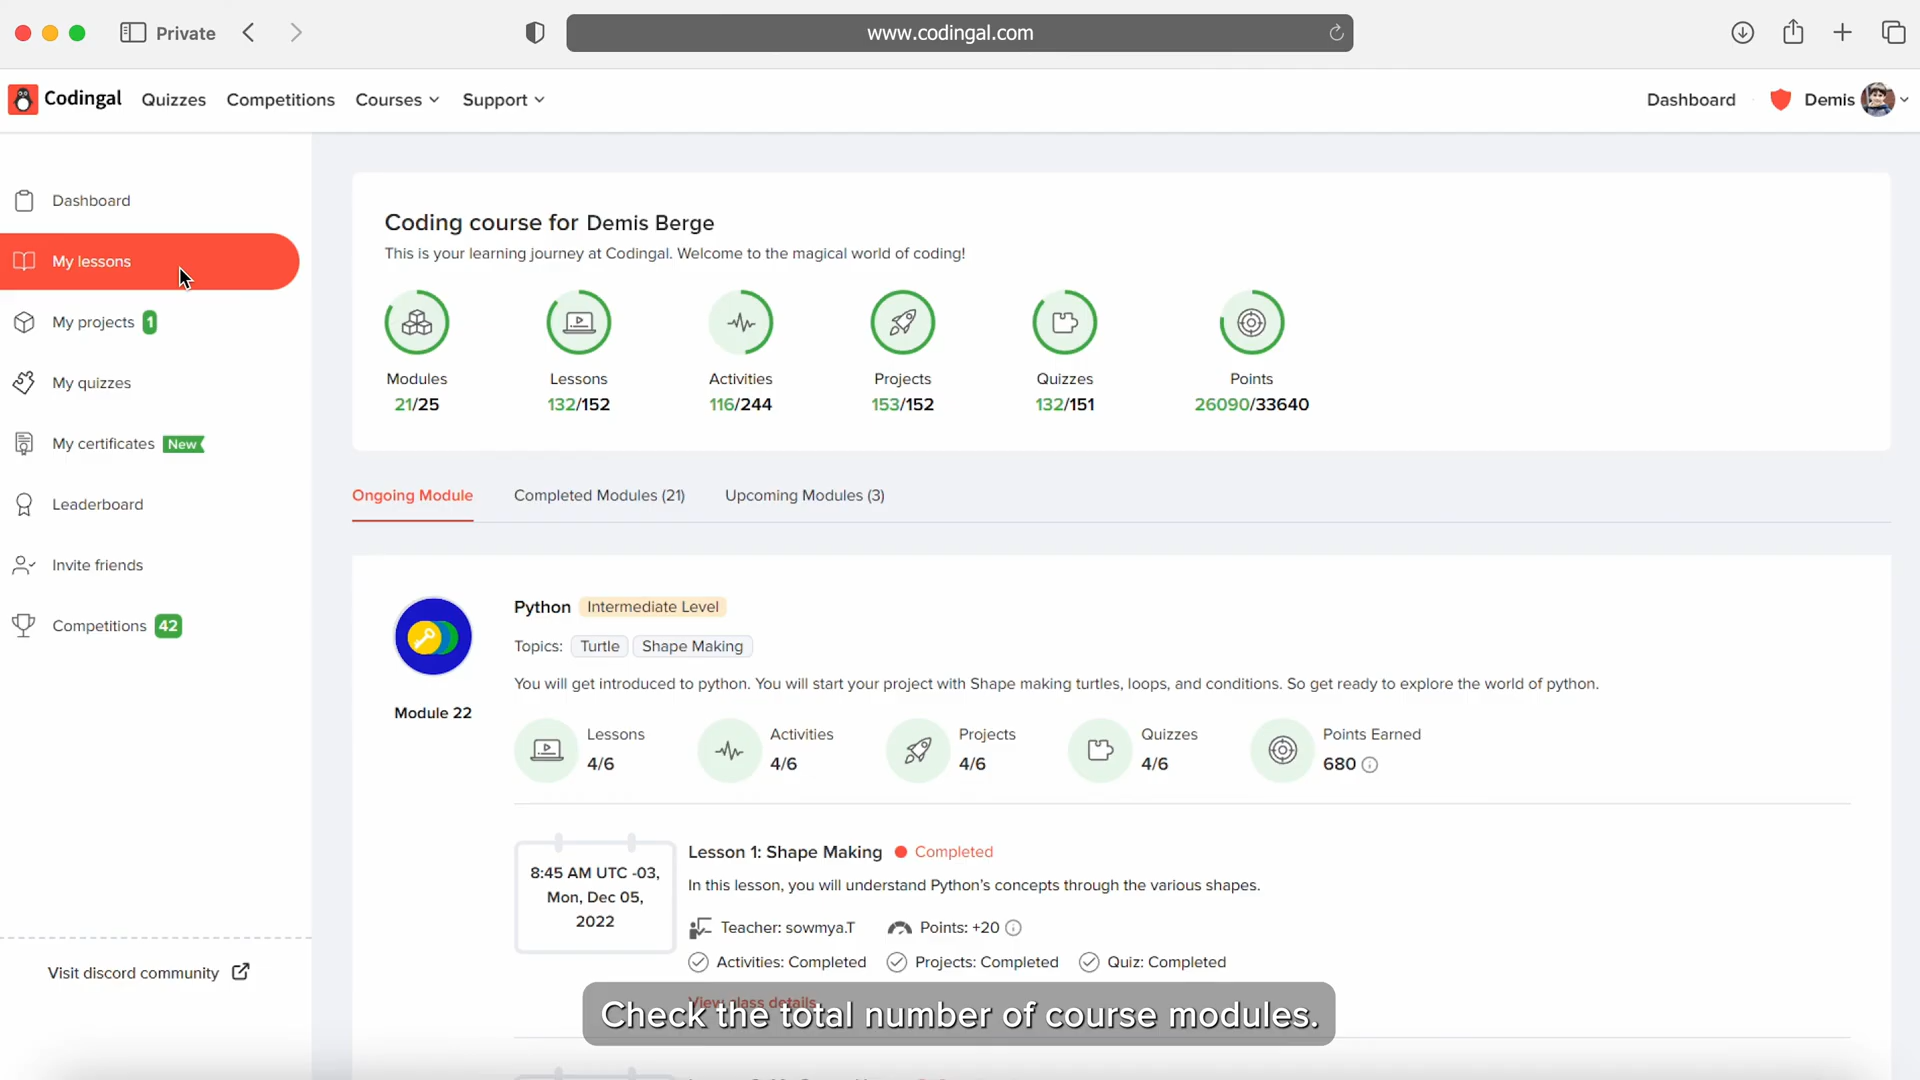 Private
www.codingal.com
Codingal Quizzes Competitions Courses Support Dashboard Demis
Dashboard
My lessons
My projects 1
My quizzes
My certificates New
Leaderboard
Invite friends
Competitions 42
Visit discord community
Coding course for Demis Berge
This is your learning journey at Codingal. Welcome to the magical world of coding!
Modules Lessons Activities Projects Quizzes Points
21/25 132/152 116/244 153/152 132/151 26090/33640
Ongoing Module Completed Modules (21) Upcoming Modules (3)
Module 22
Python Intermediate Level
Topics: Turtle Shape Making
You will get introduced to python. You will start your project with Shape making turtles, loops, and conditions. So get ready to explore the world of python.
Lessons Activities Projects Quizzes Points Earned
4/6 4/6 4/6 4/6 680
8:45 AM UTC -03,
Mon, Dec 05,
2022
Lesson 1: Shape Making Completed
In this lesson, you will understand Python's concepts through the various shapes.
Teacher: sowmya.T Points: +20
Activities: Completed Projects: Completed Quiz: Completed
View class details
Check the total number of course modules.